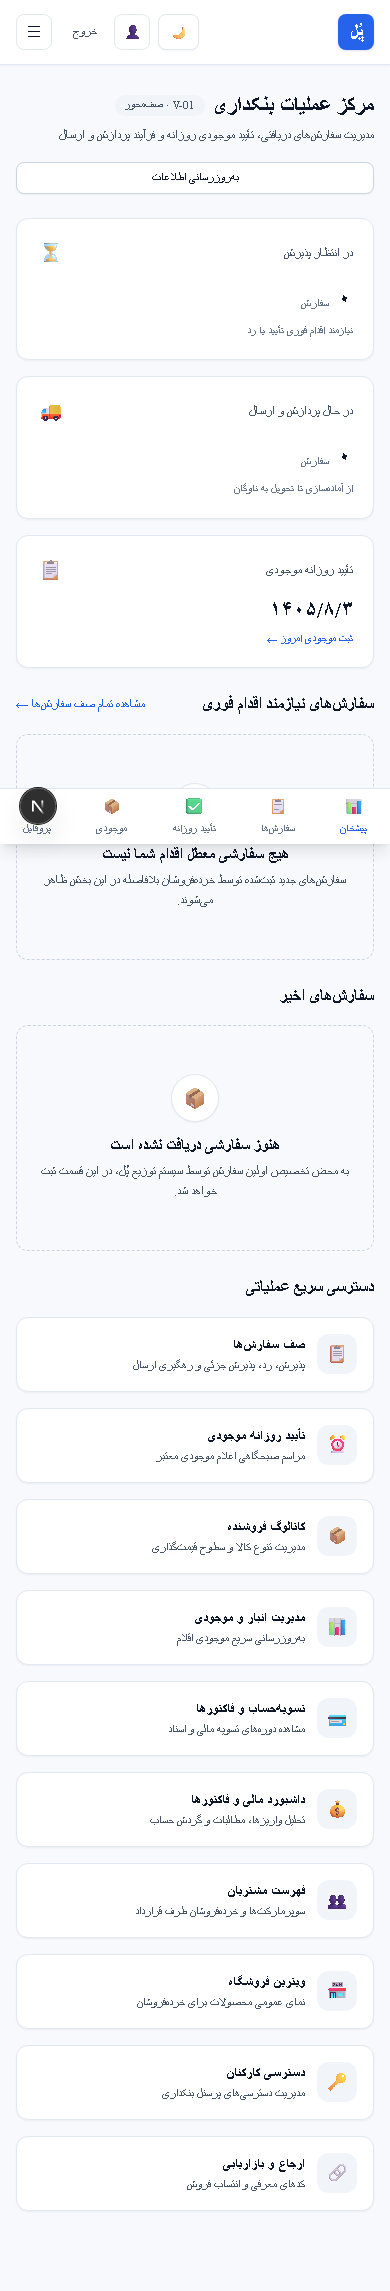 پُل
خروج
مرکز عملیات بنکداری
V-01 · صف‌محور
مدیریت سفارش‌های دریافتی، تأیید موجودی روزانه و فرآیند پردازش و ارسال
به‌روزرسانی اطلاعات
در انتظار پذیرش
۰ سفارش
نیازمند اقدام فوری تأیید یا رد
در حال پردازش و ارسال
۰ سفارش
از آماده‌سازی تا تحویل به ناوگان
تأیید روزانه موجودی
۱۴۰۵/۸/۳
ثبت موجودی امروز ←
سفارش‌های نیازمند اقدام فوری
مشاهده تمام صف سفارش‌ها ←
پیشخان
سفارش‌ها
تأیید روزانه
موجودی
پروفایل
N
هیچ سفارشی معطل اقدام شما نیست
سفارش‌های جدید ثبت‌شده توسط خرده‌فروشان بلافاصله در این بخش ظاهر
می‌شوند.
سفارش‌های اخیر
هنوز سفارشی دریافت نشده است
به محض تخصیص اولین سفارش توسط سیستم توزیع پُل، در این قسمت ثبت
خواهد شد.
دسترسی سریع عملیاتی
صف سفارش‌ها
پذیرش، رد، پذیرش جزئی و رهگیری ارسال
تأیید روزانه موجودی
مراسم صبحگاهی اعلام موجودی معتبر
کاتالوگ فروشنده
مدیریت تنوع کالا و سطوح قیمت‌گذاری
مدیریت انبار و موجودی
به‌روزرسانی سریع موجودی اقلام
تسویه‌حساب و فاکتورها
مشاهده دوره‌های تسویه مالی و اسناد
داشبورد مالی و فاکتورها
تحلیل واریزها، مطالبات و گردش حساب
فهرست مشتریان
سوپرمارکت‌ها و خرده‌فروشان طرف قرارداد
ویترین فروشگاه
نمای عمومی محصولات برای خرده‌فروشان
دسترسی کارکنان
مدیریت دسترسی‌های پرسنل بنکداری
ارجاع و بازاریابی
کدهای معرفی و انتساب فروش